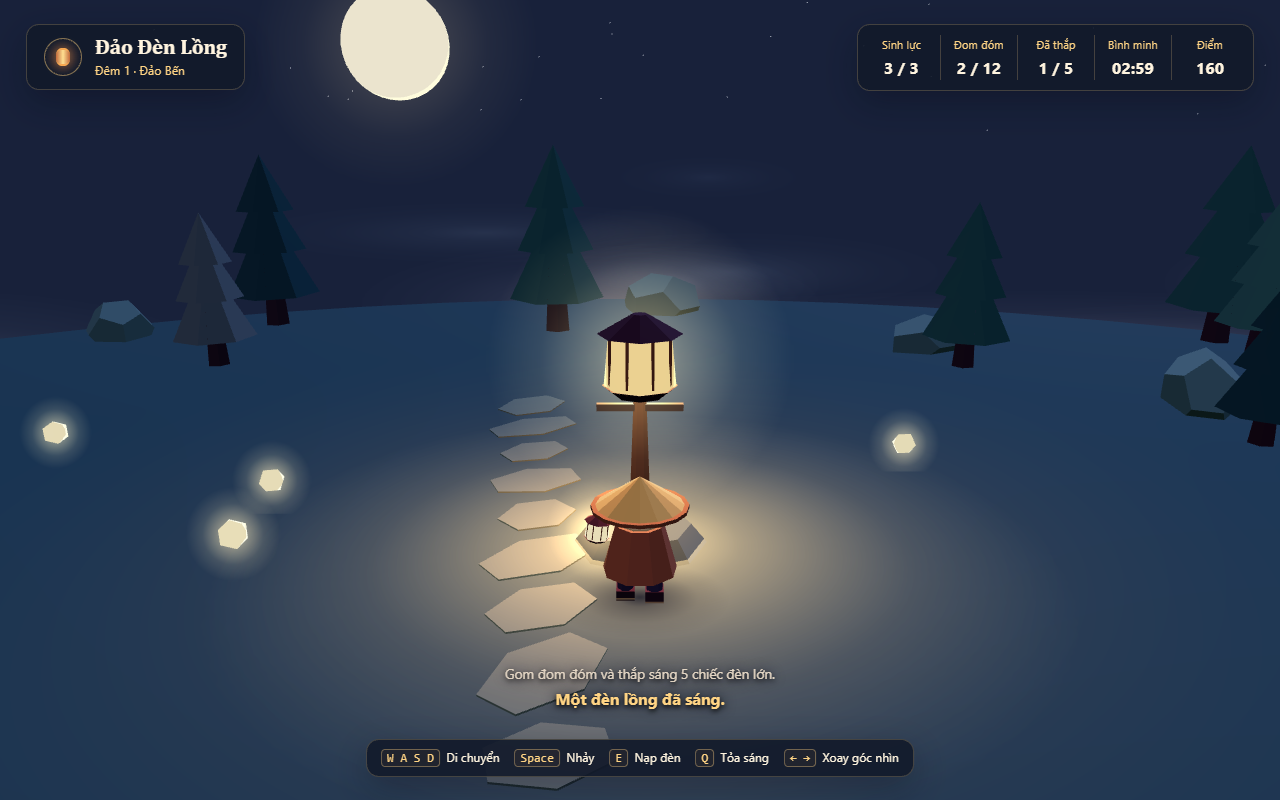 Đảo Đèn Lồng
Đêm 1 · Đảo Bến
Sinh lực Đom đóm Đã thắp Bình minh Điểm
3 / 3 2 / 12 1 / 5 02:59 160
Gom đom đóm và thắp sáng 5 chiếc đèn lớn.
Một đèn lồng đã sáng.
W A S D Di chuyển Space Nhảy E Nạp đèn Q Tỏa sáng ← → Xoay góc nhìn